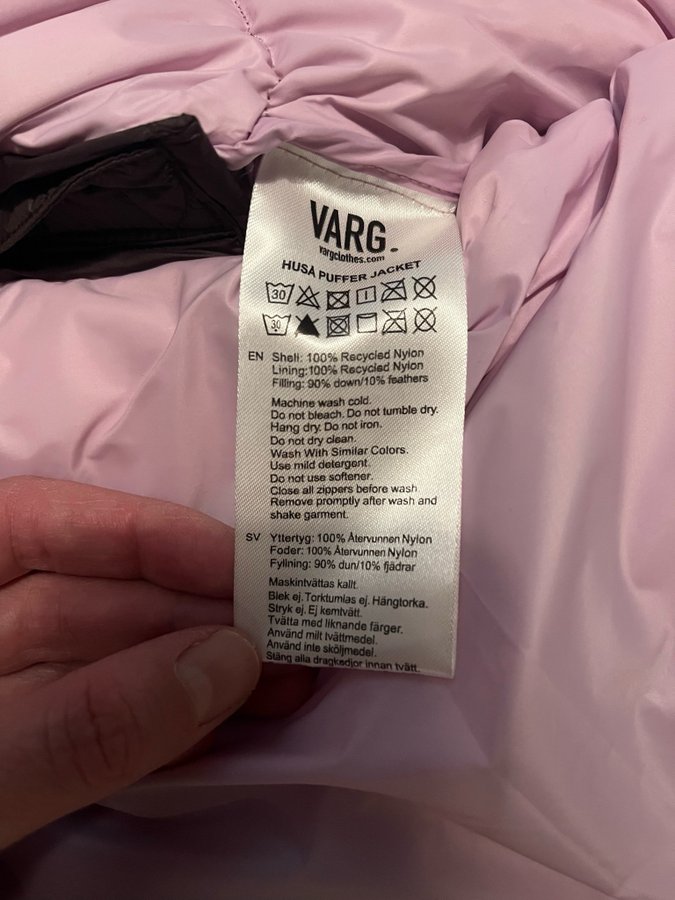 VARG.
vargclothes.com
HUSÅ PUFFER JACKET
30
30
EN Shell: 100% Recycled Nylon
Lining:100% Recycled Nylon
Filling: 90% down/10% feathers
Machine wash cold.
Do not bleach. Do not tumble dry.
Hang dry. Do not iron.
Do not dry clean.
Wash With Similar Colors.
Use mild detergent.
Do not use softener.
Close all zippers before wash
Remove promptly after wash and
shake garment.
SV Yttertyg: 100% Återvunnen Nylon
Foder: 100% Återvunnen Nylon
Fyllning: 90% dun/10% fjädrar
Maskintvättas kallt.
Blek ej. Torktumlas ej. Hängtorka.
Stryk ej. Ej kemtvätt.
Tvätta med liknande färger.
Använd milt tvättmedel.
Använd inte sköljmedel.
Stäng alla dragkedjor innan tvätt.